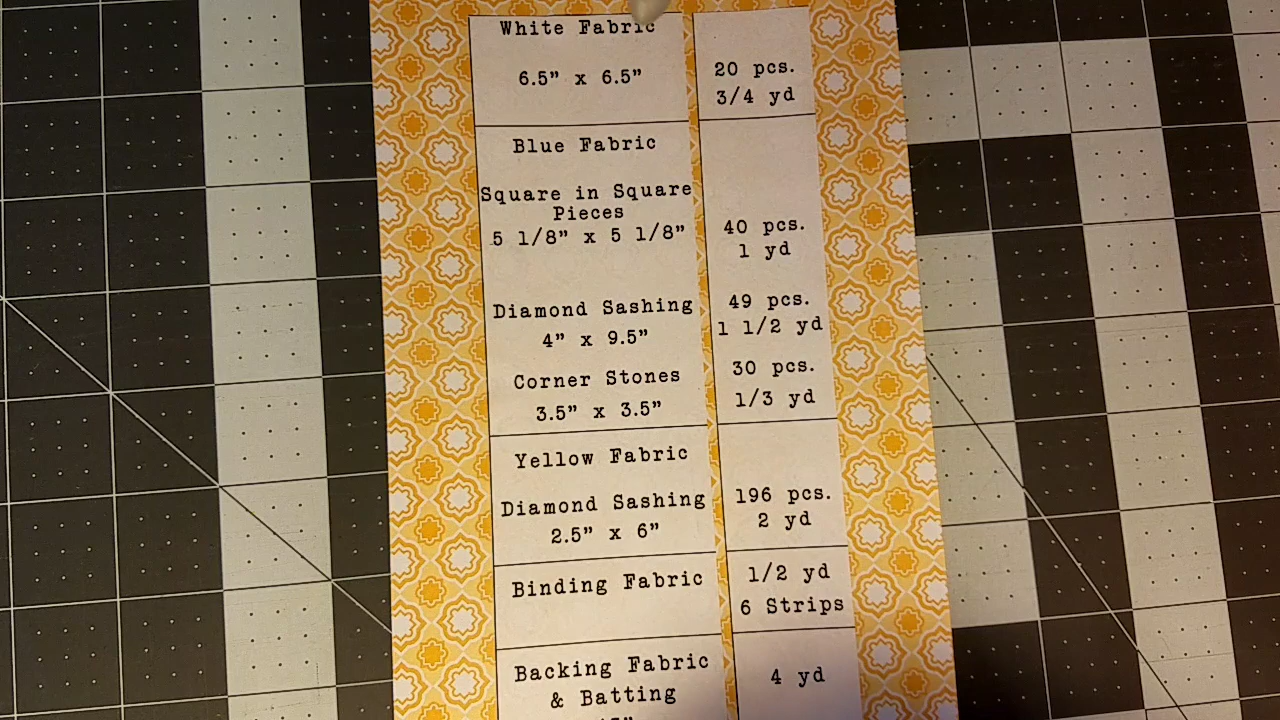 White Fabric
6.5" x 6.5"
20 pcs.
3/4 yd
Blue Fabric
Square in Square
Pieces
5 1/8" x 5 1/8"
40 pcs.
1 yd
Diamond Sashing
4" x 9.5"
49 pcs.
1 1/2 yd
Corner Stones
3.5" x 3.5"
30 pcs.
1/3 yd
Yellow Fabric
Diamond Sashing
2.5" x 6"
196 pcs.
2 yd
Binding Fabric
1/2 yd
6 Strips
Backing Fabric
& Batting
4 yd